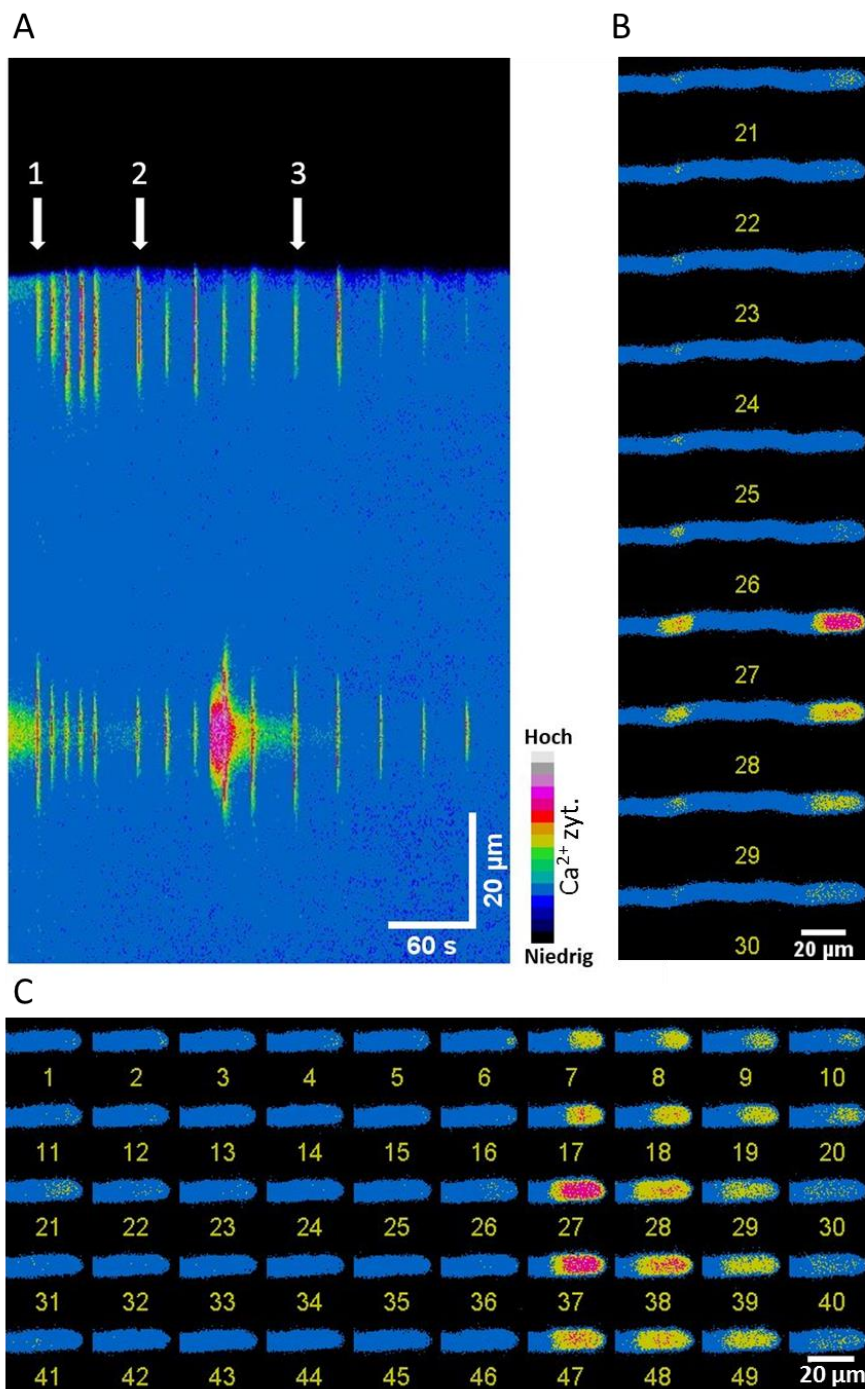 A
B
1 2 3
21
22
23
24
25
26
27
28
29
30
20 µm
Hoch
Ca²⁺ zyt.
Niedrig
20 µm
60 s
C
1 2 3 4 5 6 7 8 9 10
11 12 13 14 15 16 17 18 19 20
21 22 23 24 25 26 27 28 29 30
31 32 33 34 35 36 37 38 39 40
41 42 43 44 45 46 47 48 49
20 µm